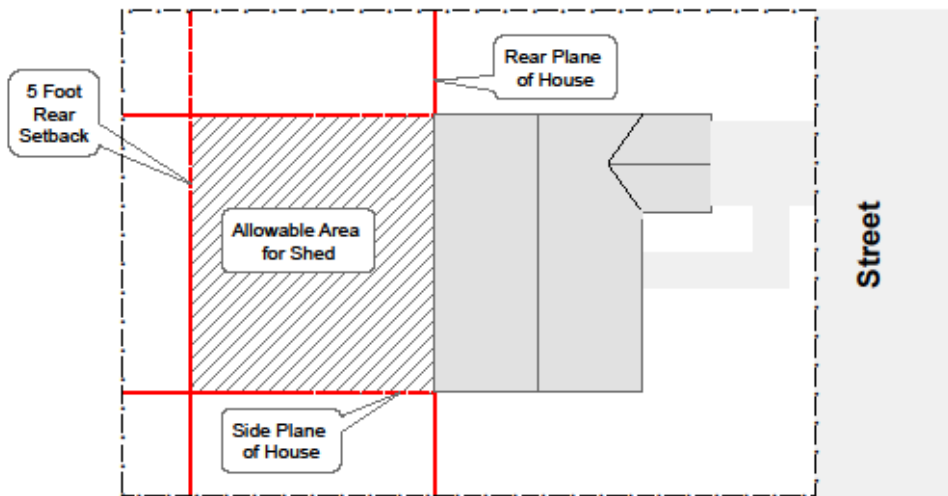 Rear Plane
of House
5 Foot
Rear
Setback
Allowable Area
for Shed
Street
Side Plane
of House